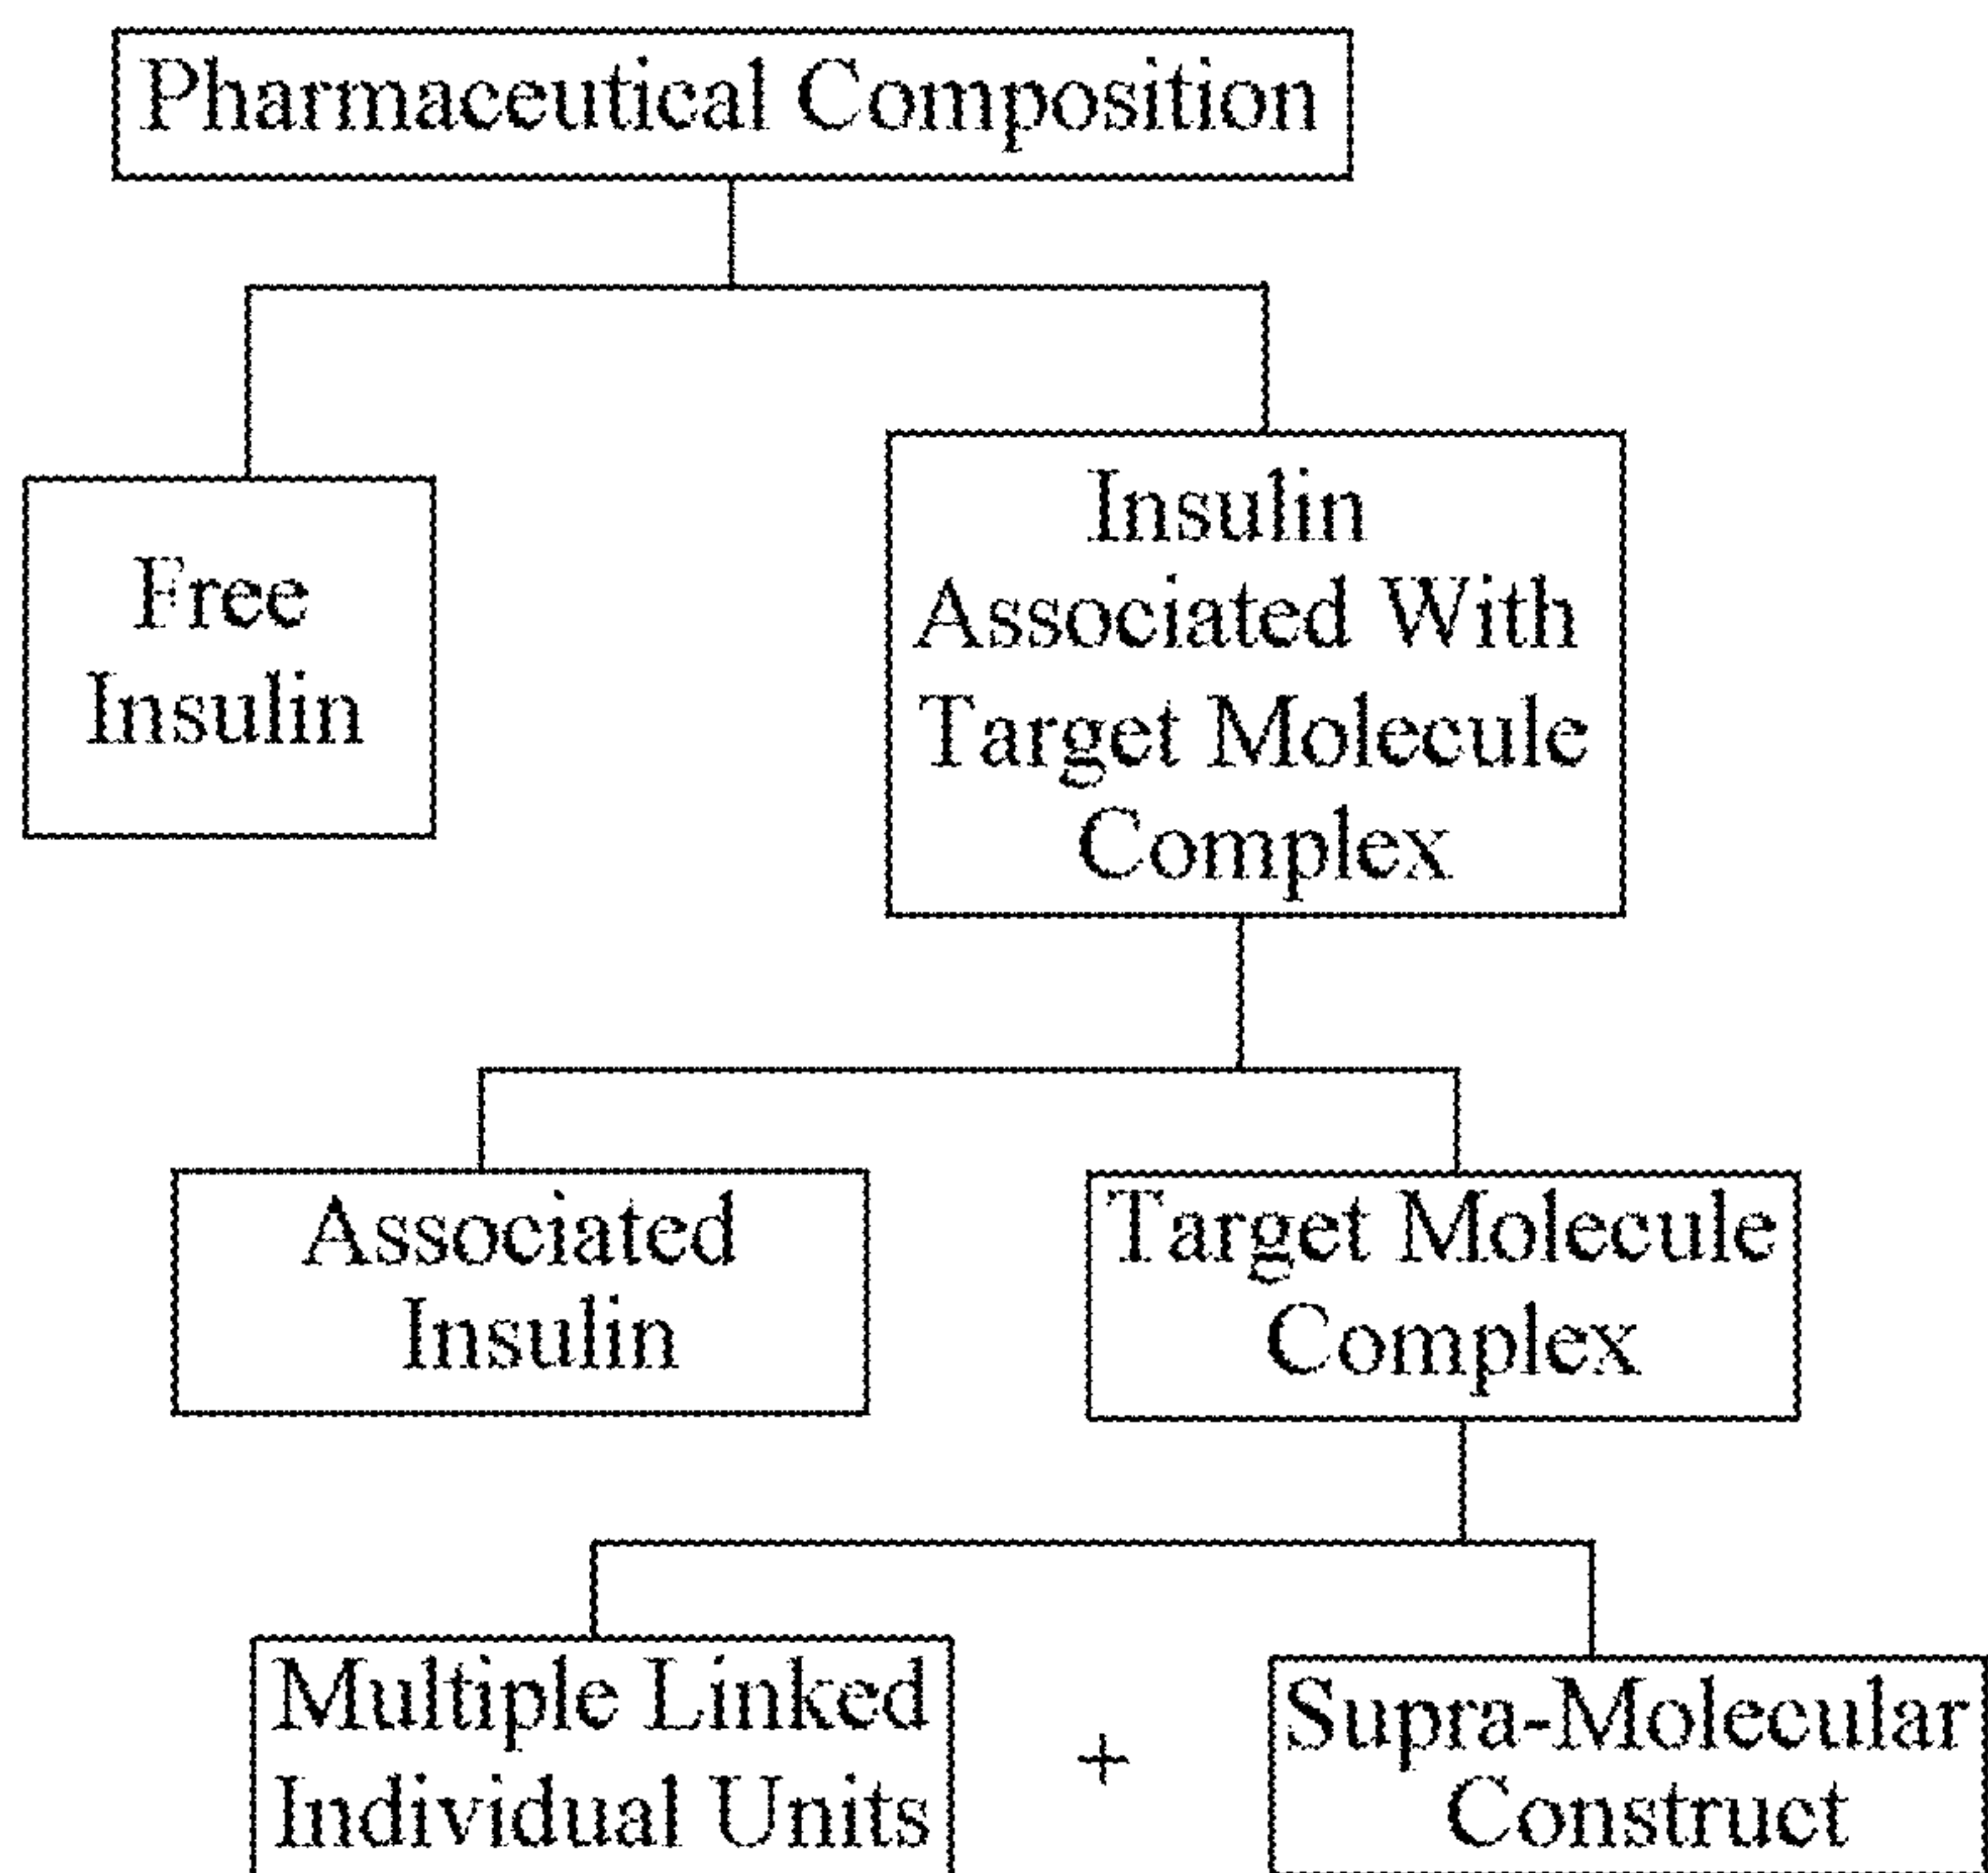 Pharmaceutical Composition
Free
Insulin
Insulin
Associated With
Target Molecule
Complex
Associated
Insulin
Target Molecule
Complex
Multiple Linked
Individual Units
+
Supra-Molecular
Construct